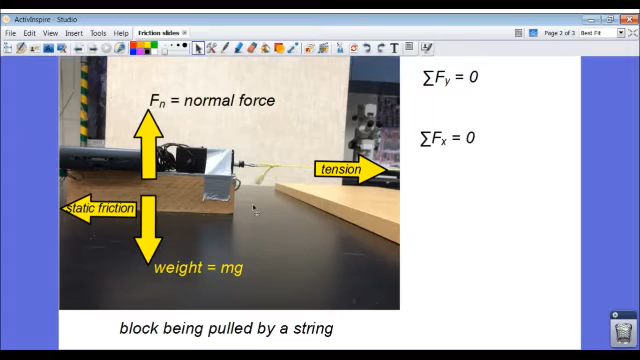 ActivInspire - Studio
File Edit View Insert Tools Help
Friction slides
Page 2 of 3
Best Fit
Fₙ = normal force
∑Fᵧ = 0
∑Fₓ = 0
tension
static friction
weight = mg
block being pulled by a string